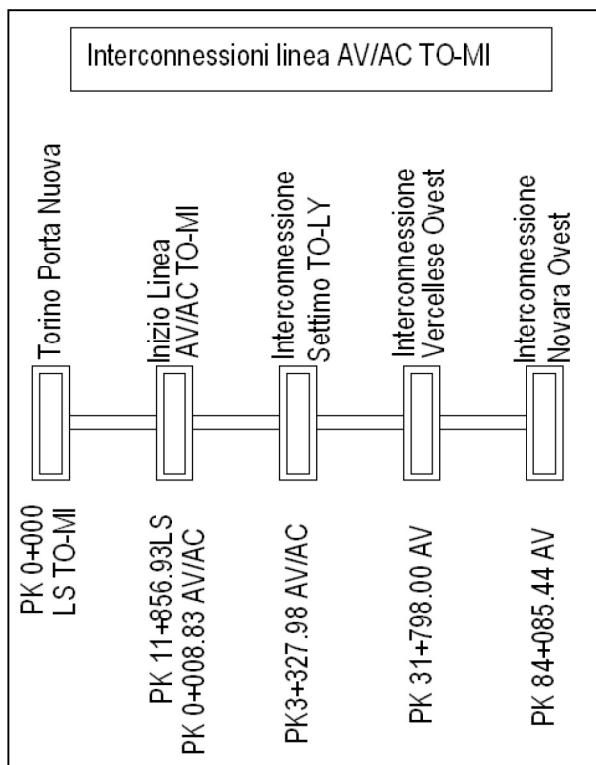 Interconnessioni linea AV/AC TO-MI
Torino Porta Nuova
Inizio Linea
AV/AC TO-MI
Interconnessione
Settimo TO-LY
Interconnessione
Vercellese Ovest
Interconnessione
Novara Ovest
PK 0+000
LS TO-MI
PK 11+856.93LS
PK 0+008.83 AV/AC
PK3+327.98 AV/AC
PK 31+798.00 AV
PK 84+085.44 AV